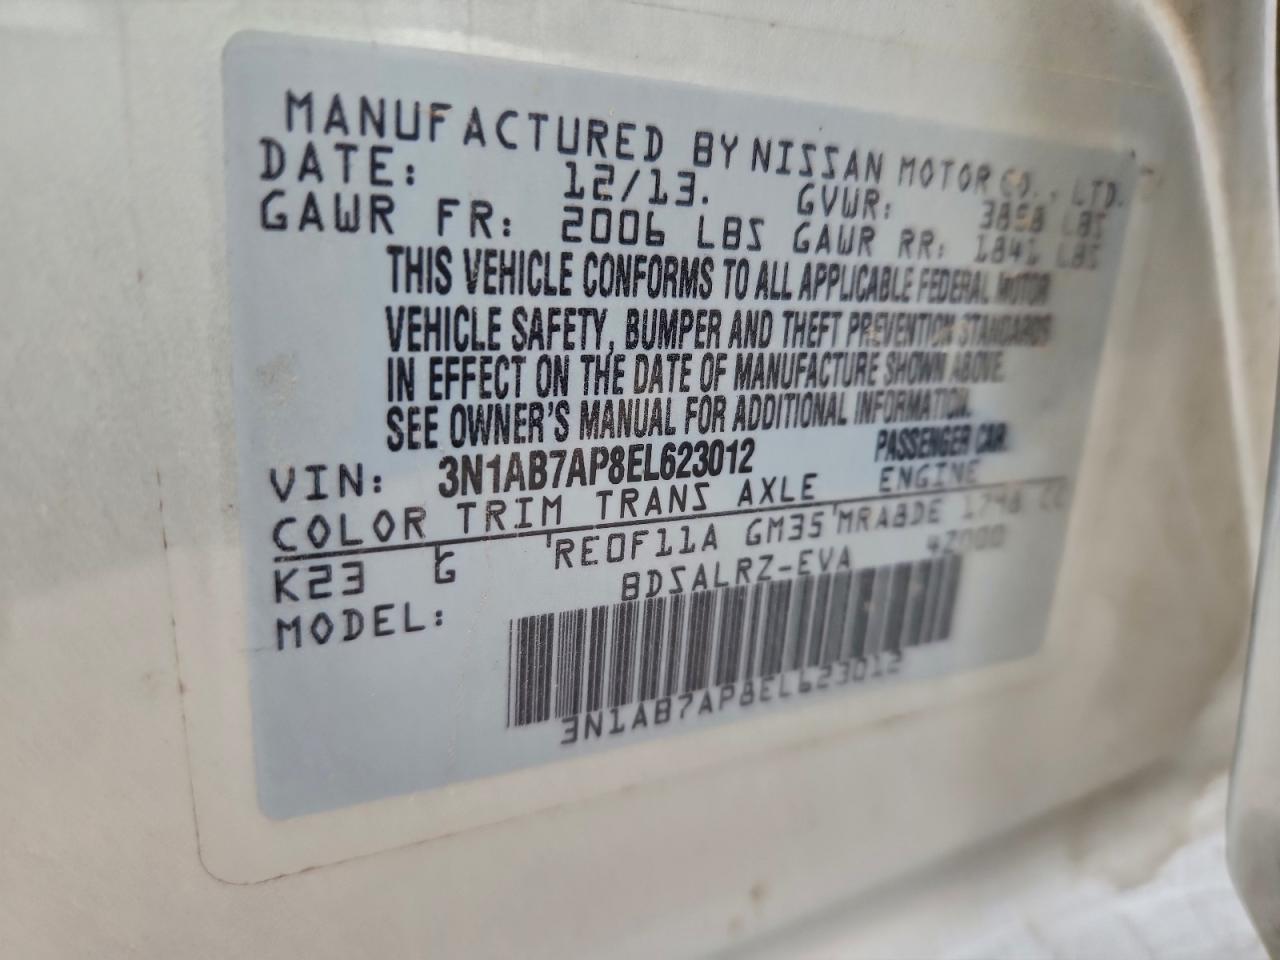 MANUFACTURED BY NISSAN MOTOR CO., LTD.
DATE: 12/13. GVWR: 3858 LBS
GAWR FR: 2006 LBS GAWR RR: 1841 LBS
THIS VEHICLE CONFORMS TO ALL APPLICABLE FEDERAL MOTOR
VEHICLE SAFETY, BUMPER AND THEFT PREVENTION STANDARDS
IN EFFECT ON THE DATE OF MANUFACTURE SHOWN ABOVE.
SEE OWNER'S MANUAL FOR ADDITIONAL INFORMATION.
VIN: 3N1AB7AP8EL623012 PASSENGER CAR
COLOR TRIM TRANS AXLE ENGINE
K23 G RE0F11A GM35 MRA8DE 1798 CC
MODEL: BDSALRZ-EVA 42000
3N1AB7AP8EL623012